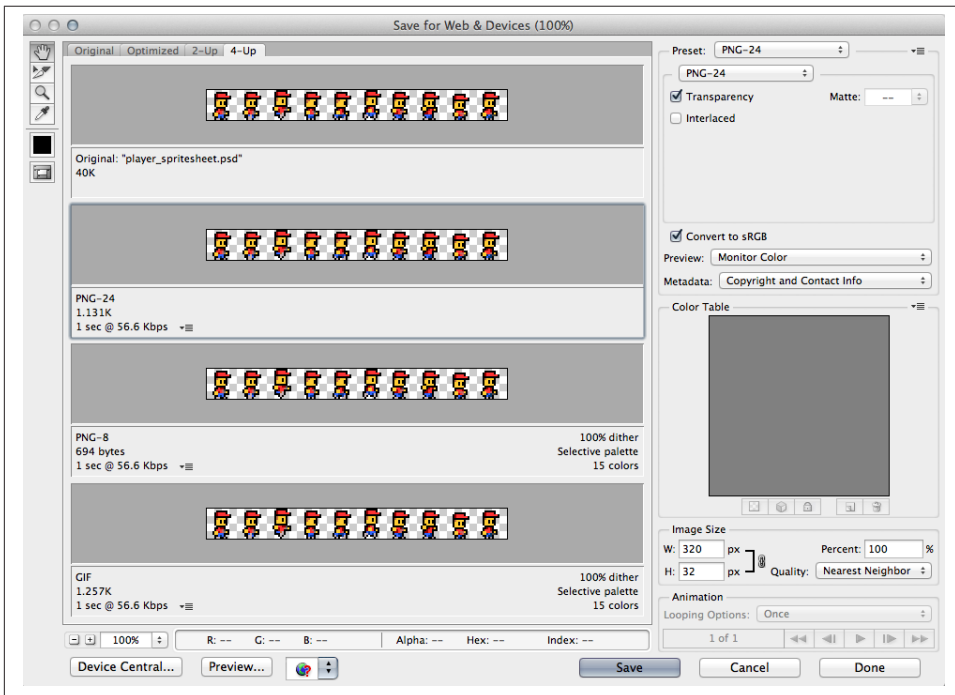 Save for Web & Devices (100%)
Original Optimized 2-Up 4-Up
Original: "player_spritesheet.psd"
40K
PNG-24
1.131K
1 sec @ 56.6 Kbps
PNG-8
694 bytes
1 sec @ 56.6 Kbps
100% dither
Selective palette
15 colors
GIF
1.257K
1 sec @ 56.6 Kbps
100% dither
Selective palette
15 colors
100% R: -- G: -- B: -- Alpha: -- Hex: -- Index: --
Device Central... Preview...
Preset: PNG-24
PNG-24
Transparency Matte: --
Interlaced
Convert to sRGB
Preview: Monitor Color
Metadata: Copyright and Contact Info
Color Table
Image Size
W: 320 px Percent: 100 %
H: 32 px Quality: Nearest Neighbor
Animation
Looping Options: Once
1 of 1
Save Cancel Done